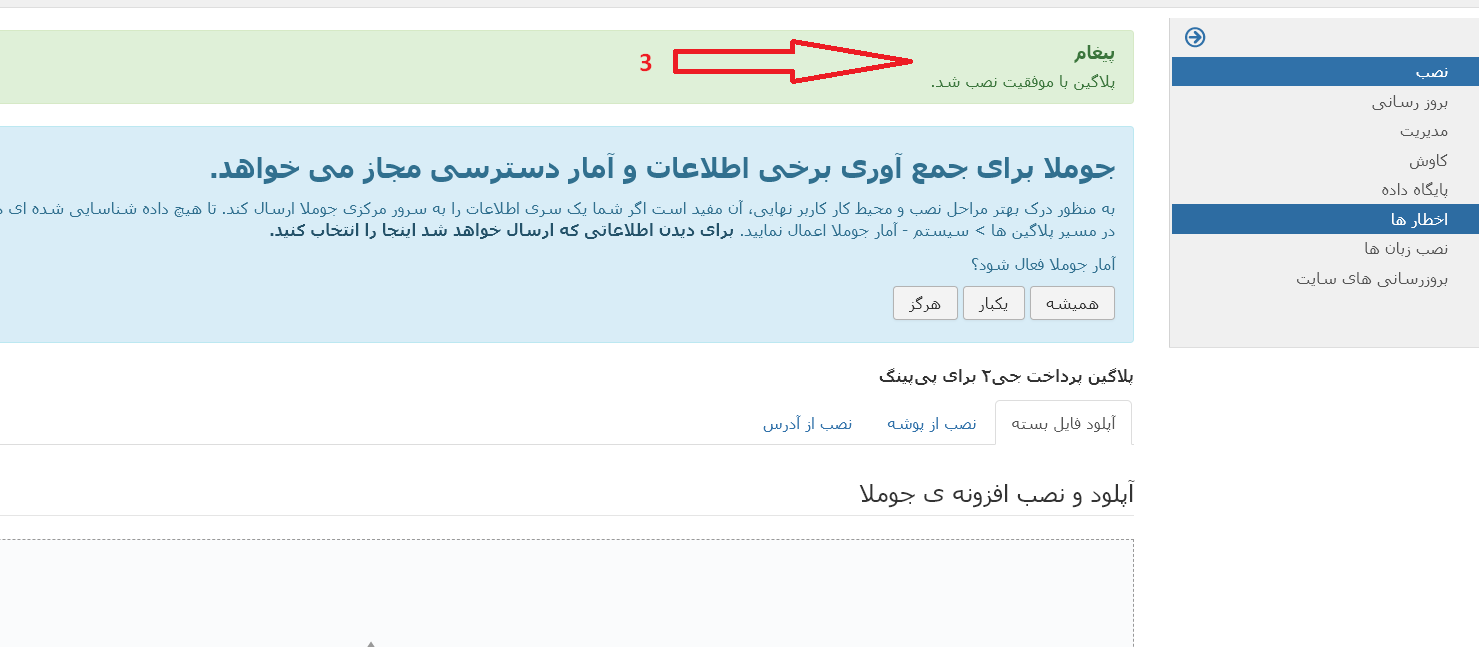 پیغام
پلاگین با موفقیت نصب شد.
3
جوملا برای جمع آوری برخی اطلاعات و آمار دسترسی مجاز می خواهد.
به منظور درک بهتر مراحل نصب و محیط کار کاربر نهایی، آن مفید است اگر شما یک سری اطلاعات را به سرور مرکزی جوملا ارسال کند. تا هیچ داده شناسایی شده ای
در مسیر پلاگین ها > سیستم - آمار جوملا اعمال نمایید. برای دیدن اطلاعاتی که ارسال خواهد شد اینجا را انتخاب کنید.
آمار جوملا فعال شود؟
همیشه یکبار هرگز
پلاگین پرداخت جی۲ برای پی‌پینگ
آپلود فایل بسته نصب از پوشه نصب از آدرس
آپلود و نصب افزونه ی جوملا
نصب
بروز رسانی
مدیریت
کاوش
پایگاه داده
اخطار ها
نصب زبان ها
بروزرسانی های سایت